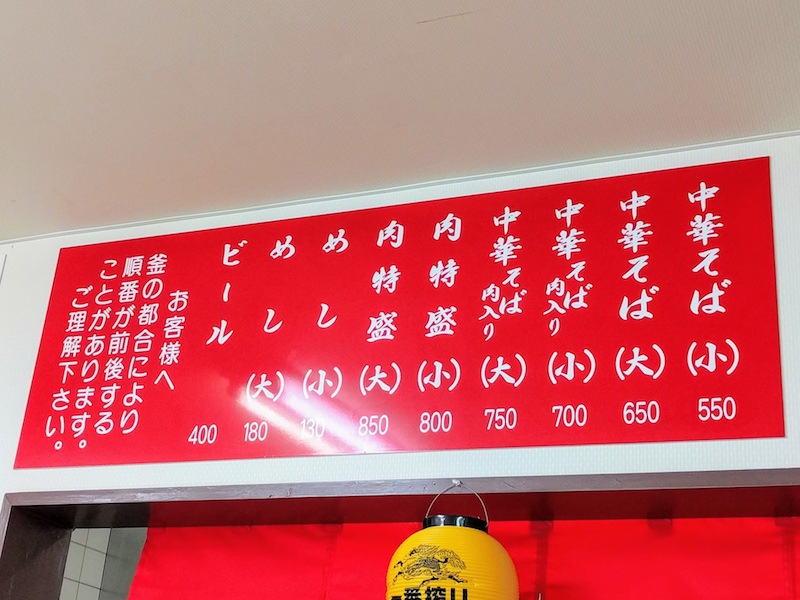 中華そば (小) 550
中華そば (大) 650
中華そば 肉入り (小) 700
中華そば 肉入り (大) 750
肉特盛 (小) 800
肉特盛 (大) 850
めし (小) 130
めし (大) 180
ビール 400
お客様へ
釜の都合により
順番が前後する
ことがあります。
ご理解下さい。
一番搾り